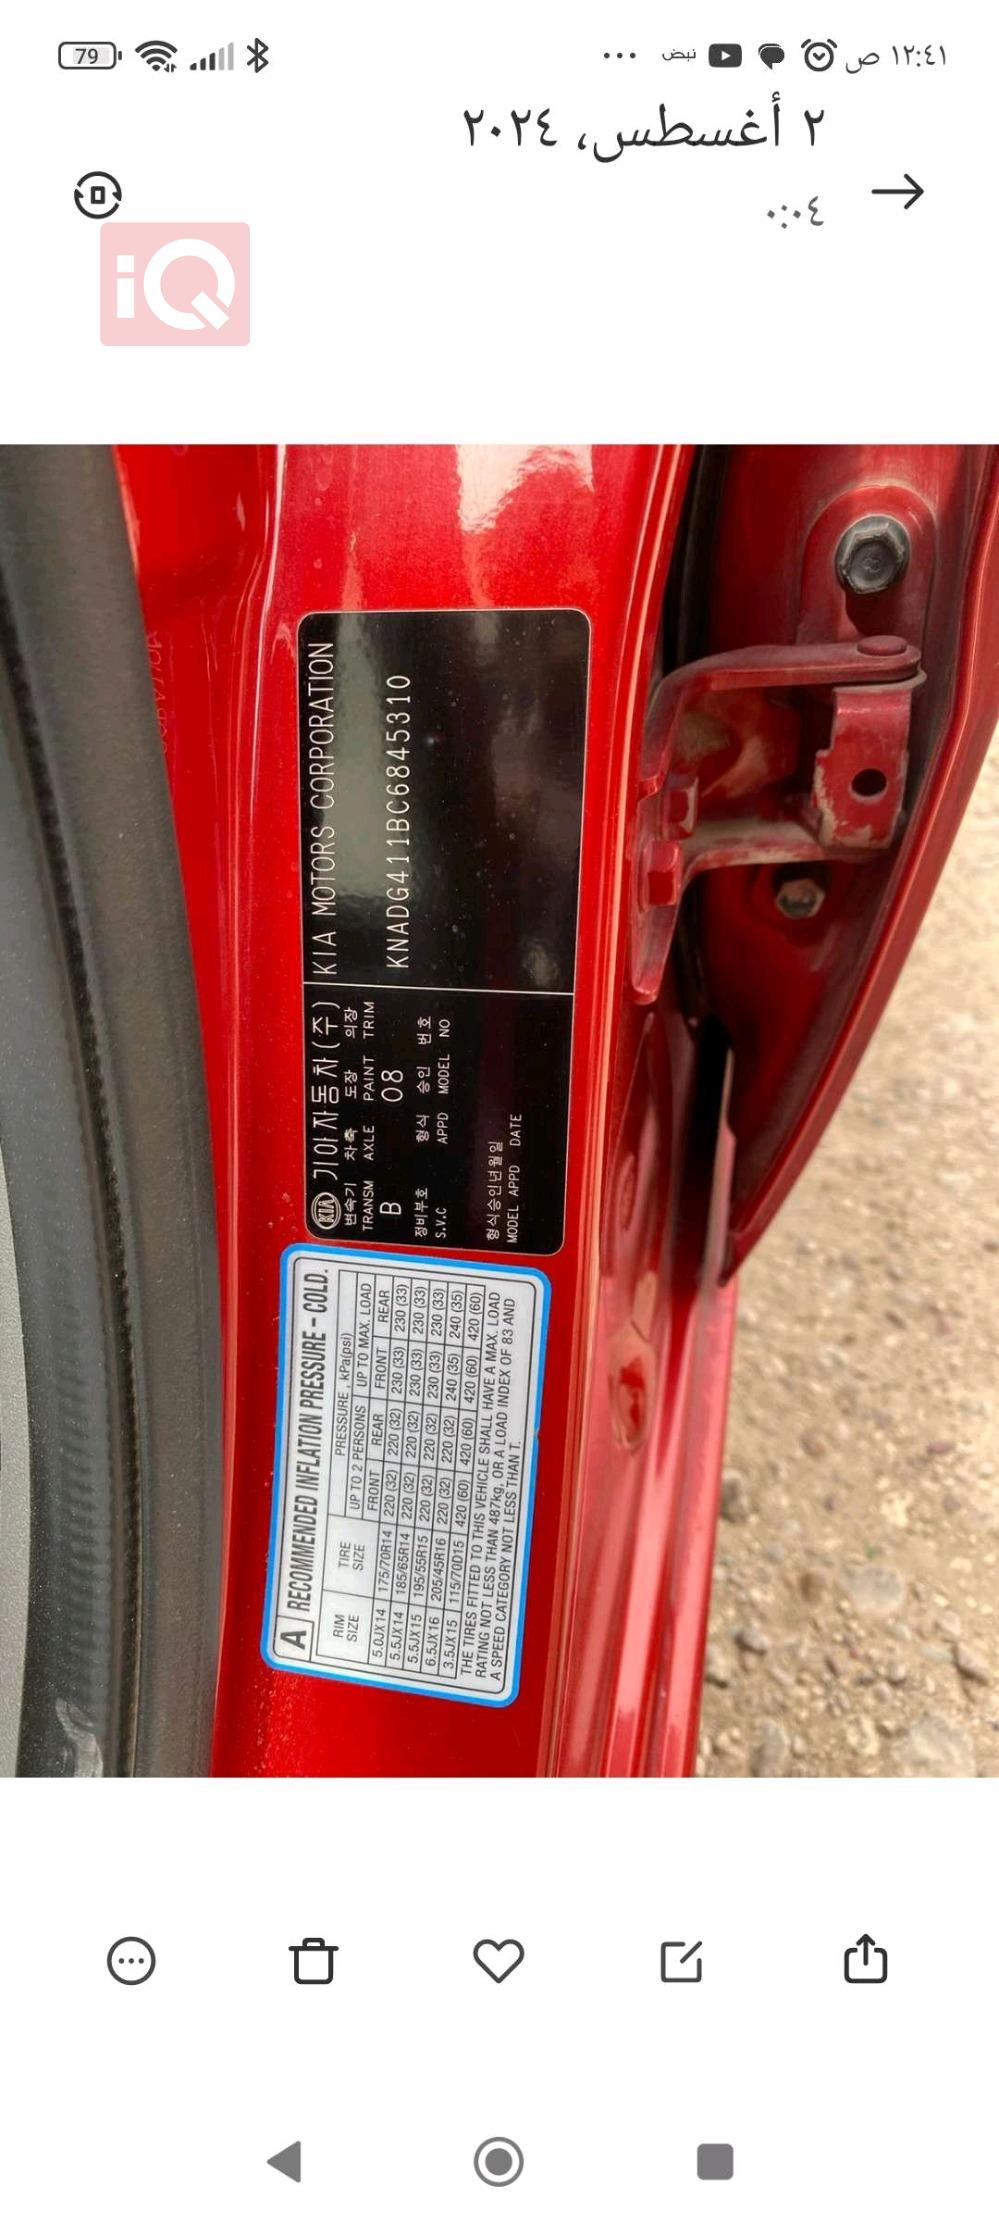 79
نبض
١٢:٤١ ص
٢ أغسطس، ٢٠٢٤
٠:٠٤
iQ
KIA 기아자동차(주)
KIA MOTORS CORPORATION
변속기 차축 도장 의장
TRANSM AXLE PAINT TRIM
KNADG411BC6845310
B 08
정비부호 형식 승인 번호
S.V.C APPD MODEL NO
형식승인년월일
MODEL APPD DATE
A RECOMMENDED INFLATION PRESSURE - COLD.
RIM SIZE TIRE SIZE PRESSURE , kPa(psi)
UP TO 2 PERSONS UP TO MAX. LOAD
FRONT REAR FRONT REAR
5.0JX14 175/70R14 220 (32) 220 (32) 230 (33) 230 (33)
5.5JX14 185/65R14 220 (32) 220 (32) 230 (33) 230 (33)
5.5JX15 195/55R15 220 (32) 220 (32) 230 (33) 230 (33)
6.5JX16 205/45R16 220 (32) 220 (32) 240 (35) 240 (35)
3.5JX15 115/70D15 420 (60) 420 (60) 420 (60) 420 (60)
THE TIRES FITTED TO THIS VEHICLE SHALL HAVE A MAX. LOAD
RATING NOT LESS THAN 487kg, OR A LOAD INDEX OF 83 AND
A SPEED CATEGORY NOT LESS THAN T.